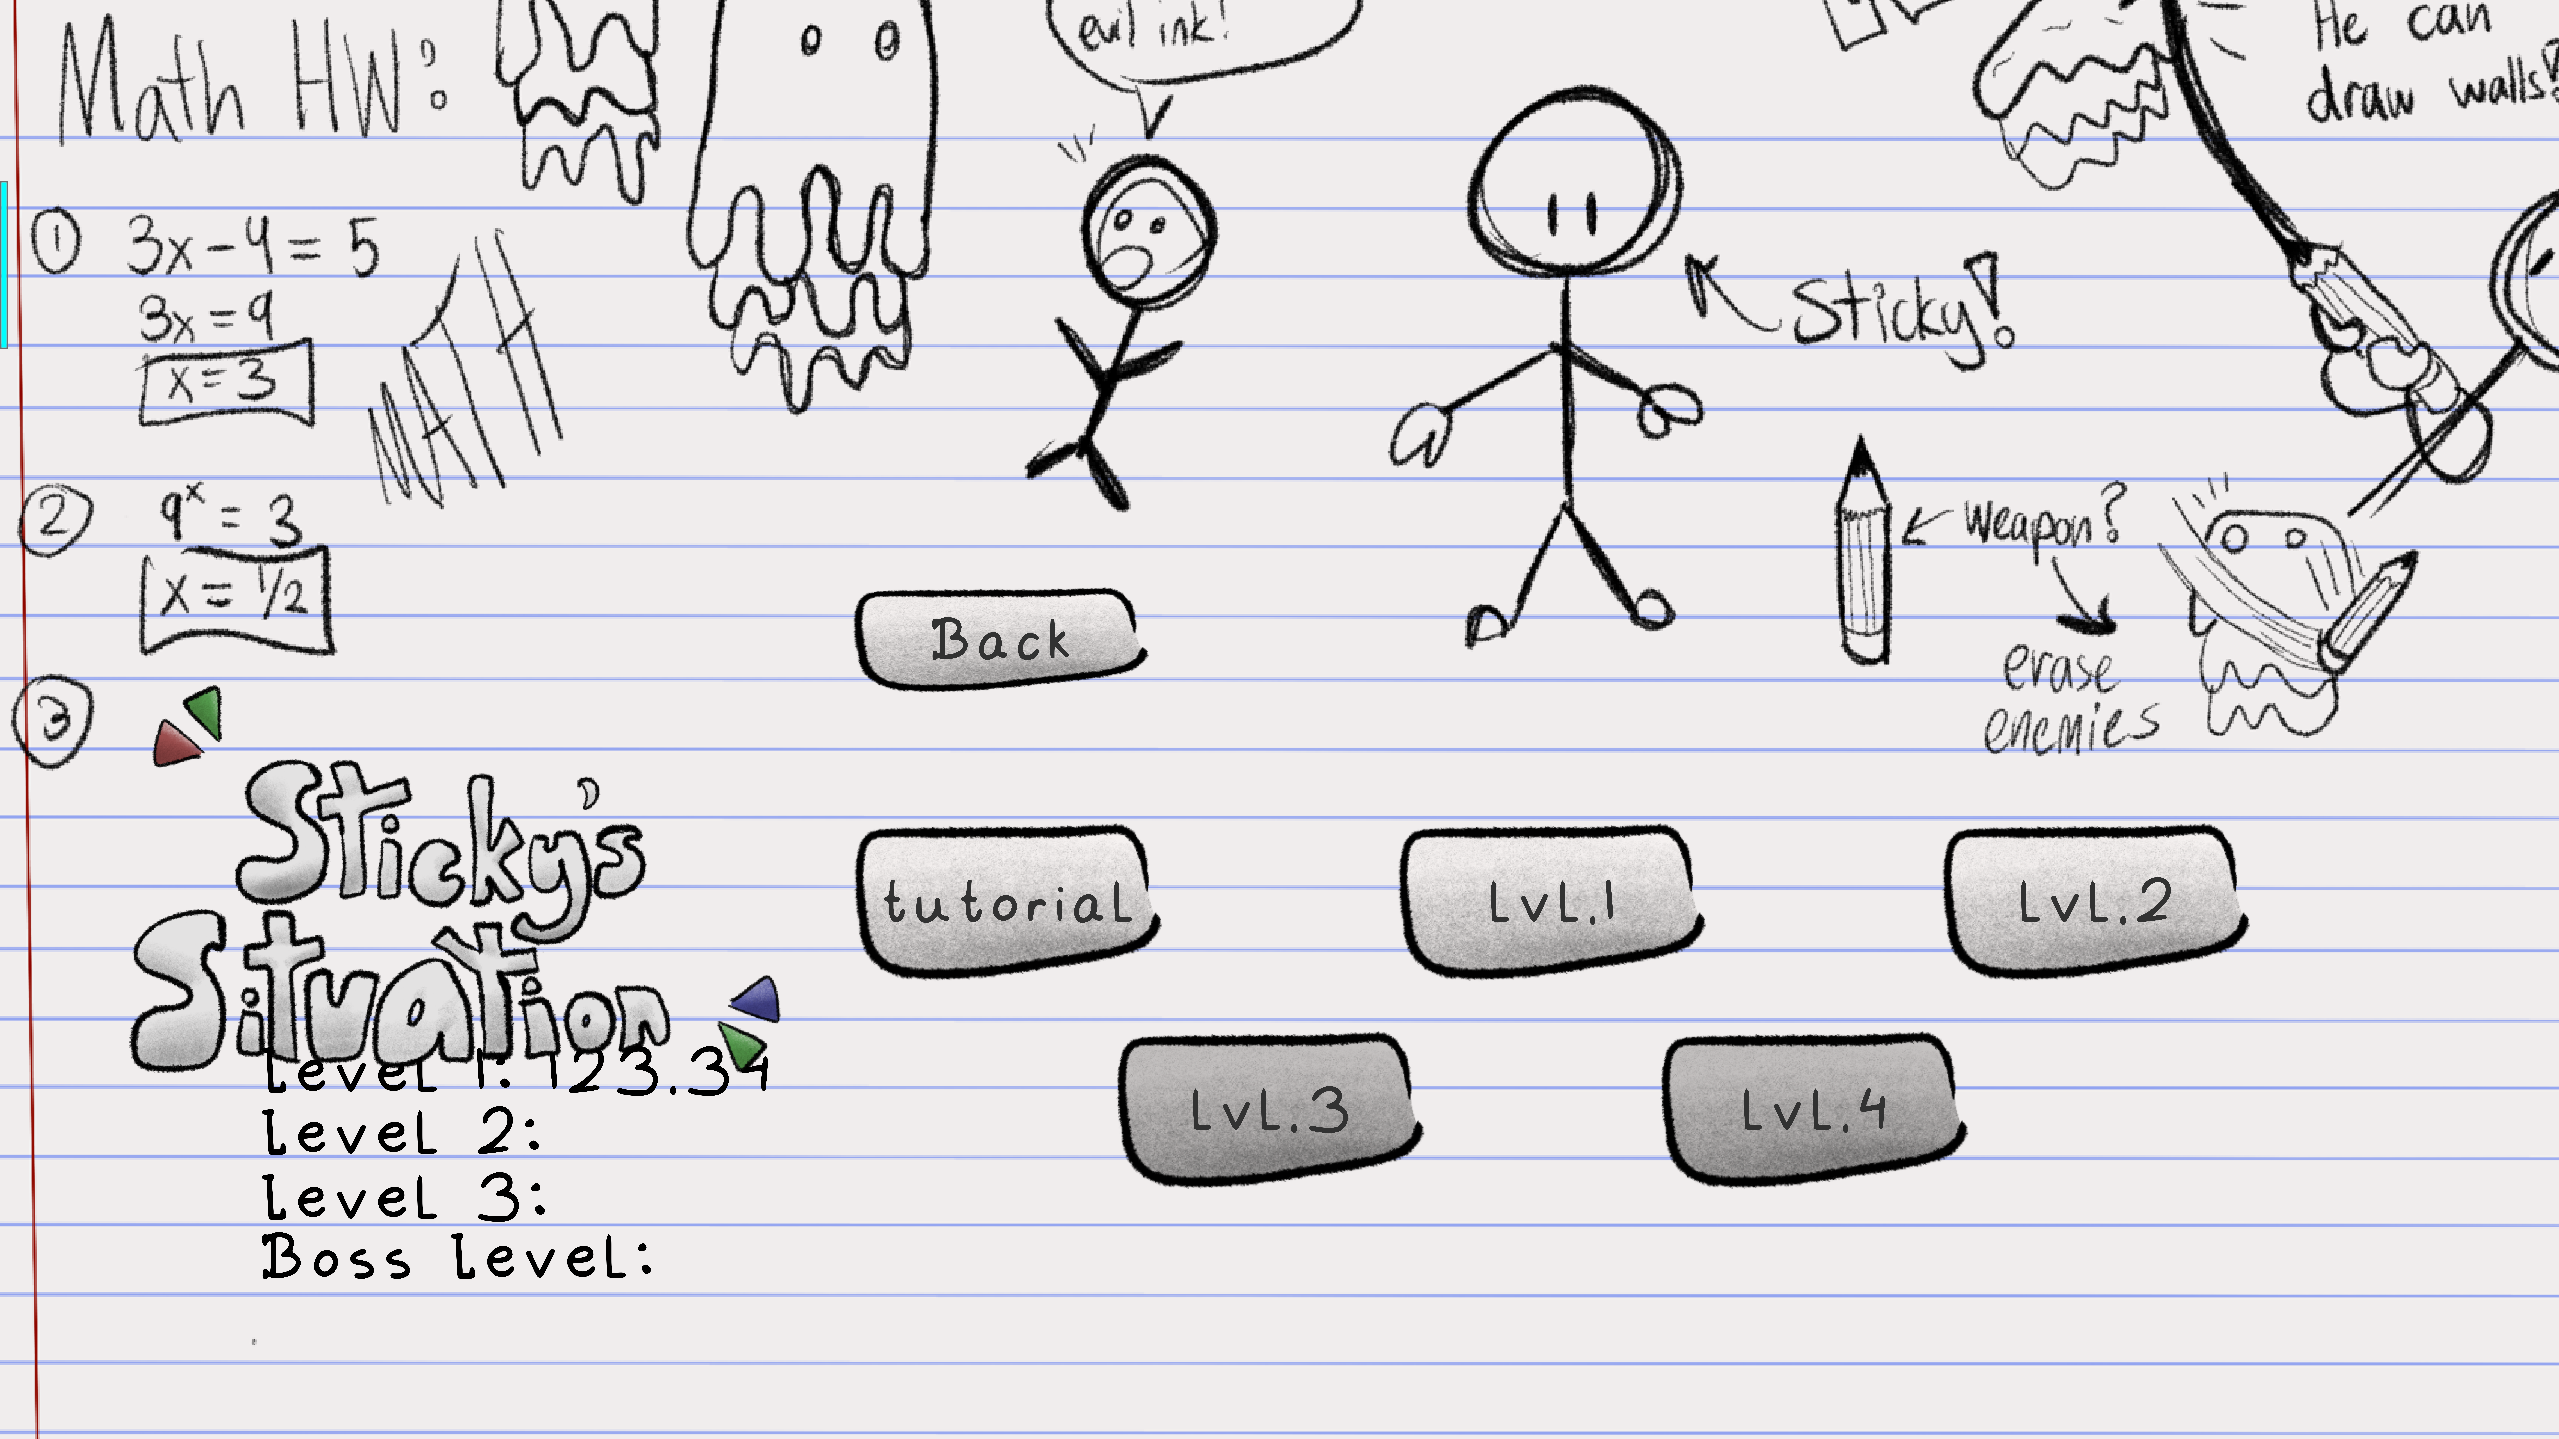 Math HW:
evil ink!
He can
draw walls!
① 3x-4=5
3x=9
x=3
MATH
Sticky!
② 9ˣ=3
x=1/2
weapon?
erase
enemies
Back
③
Sticky's
Situation
tutorial
Lvl.1
Lvl.2
Lvl.3
Lvl.4
level 1: 123.34
level 2:
level 3:
Boss level: